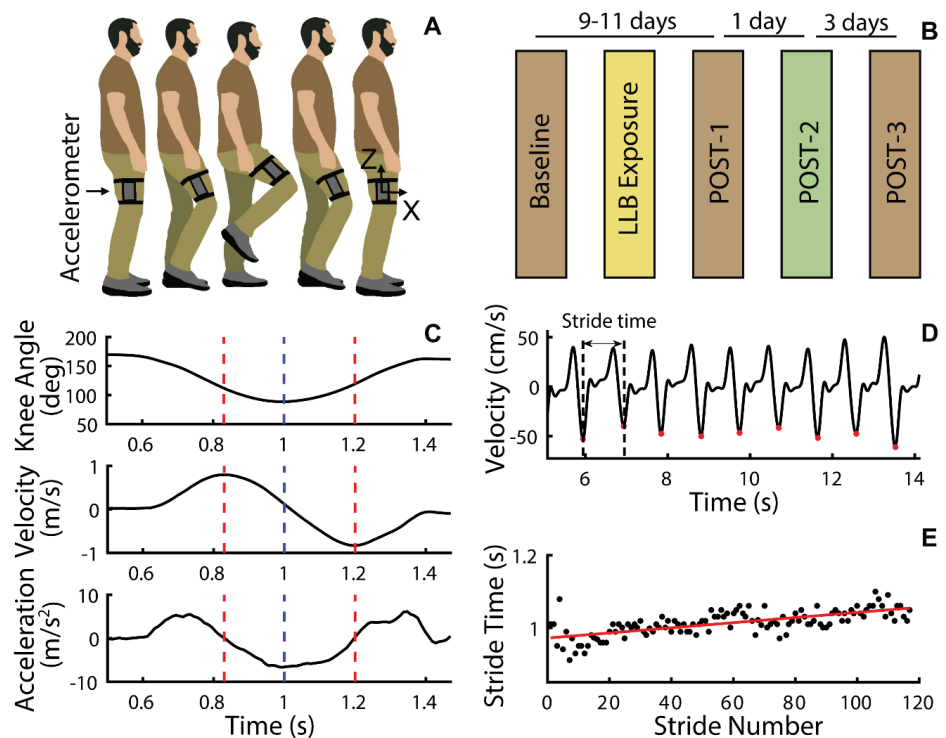 A
Accelerometer
Z
X
B
9-11 days
1 day
3 days
Baseline
LLB Exposure
POST-1
POST-2
POST-3
C
Knee Angle
(deg)
200
150
100
50
0.6 0.8 1 1.2 1.4
Velocity
(m/s)
1
0
-1
0.6 0.8 1 1.2 1.4
Acceleration
(m/s²)
10
0
-10
0.6 0.8 1 1.2 1.4
Time (s)
D
Stride time
Velocity (cm/s)
50
0
-50
6 8 10 12 14
Time (s)
E
Stride Time (s)
1.2
1
0 20 40 60 80 100 120
Stride Number